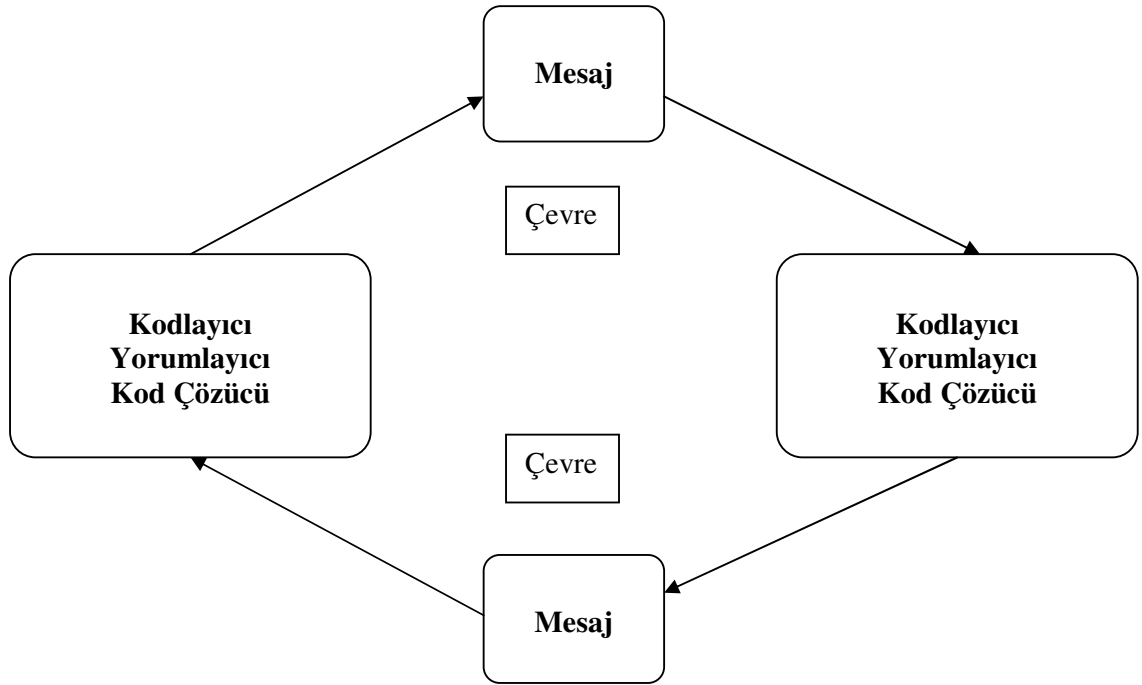 Mesaj
Çevre
Kodlayıcı
Yorumlayıcı
Kod Çözücü
Kodlayıcı
Yorumlayıcı
Kod Çözücü
Çevre
Mesaj